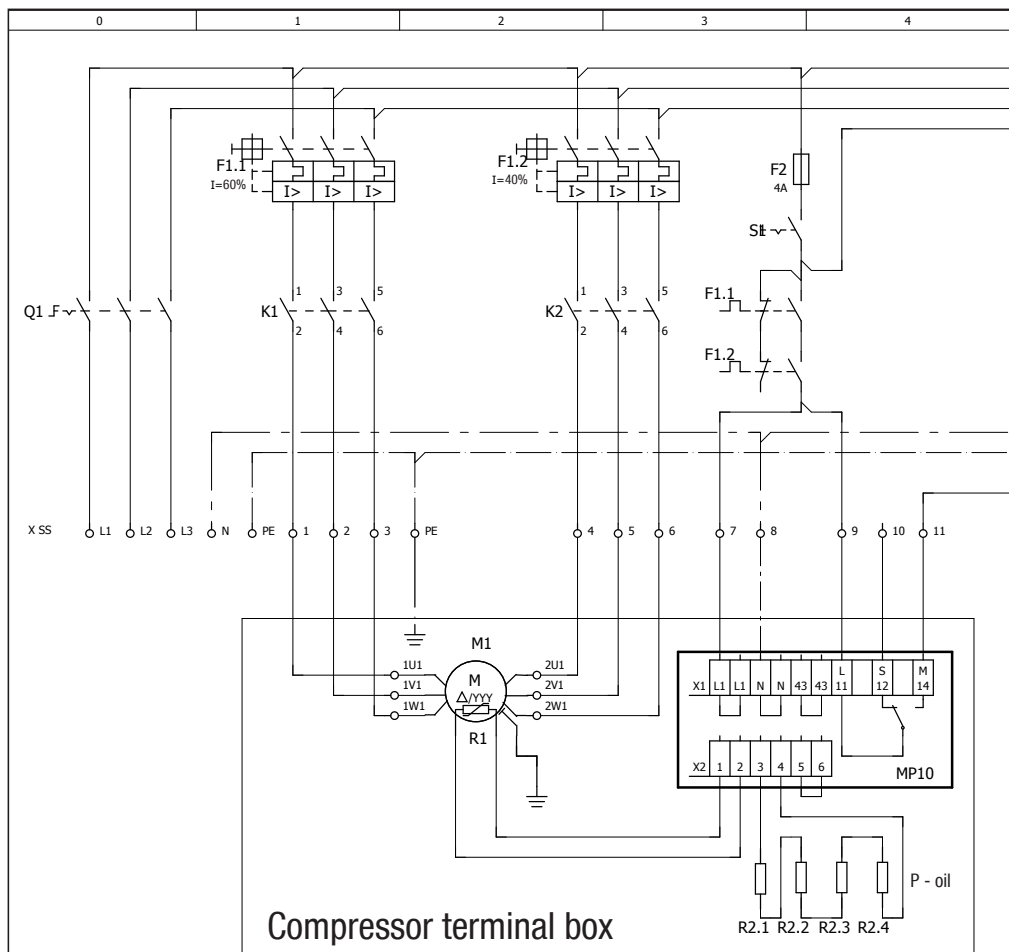 0 1 2 3 4
F1.1
I=60%
I> I> I>
F1.2
I=40%
I> I> I>
F2
4A
S1
Q1
K1
1 3 5
2 4 6
K2
1 3 5
2 4 6
F1.1
F1.2
X SS L1 L2 L3 N PE 1 2 3 PE 4 5 6 7 8 9 10 11
M1
1U1
1V1
1W1
M
△/YYY
2U1
2V1
2W1
R1
L S M
X1 L1 L1 N N 43 43 11 12 14
X2 1 2 3 4 5 6
MP10
P - oil
R2.1 R2.2 R2.3 R2.4
Compressor terminal box